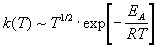 k(T) ~ T^{1/2} · exp[−E_A/RT]